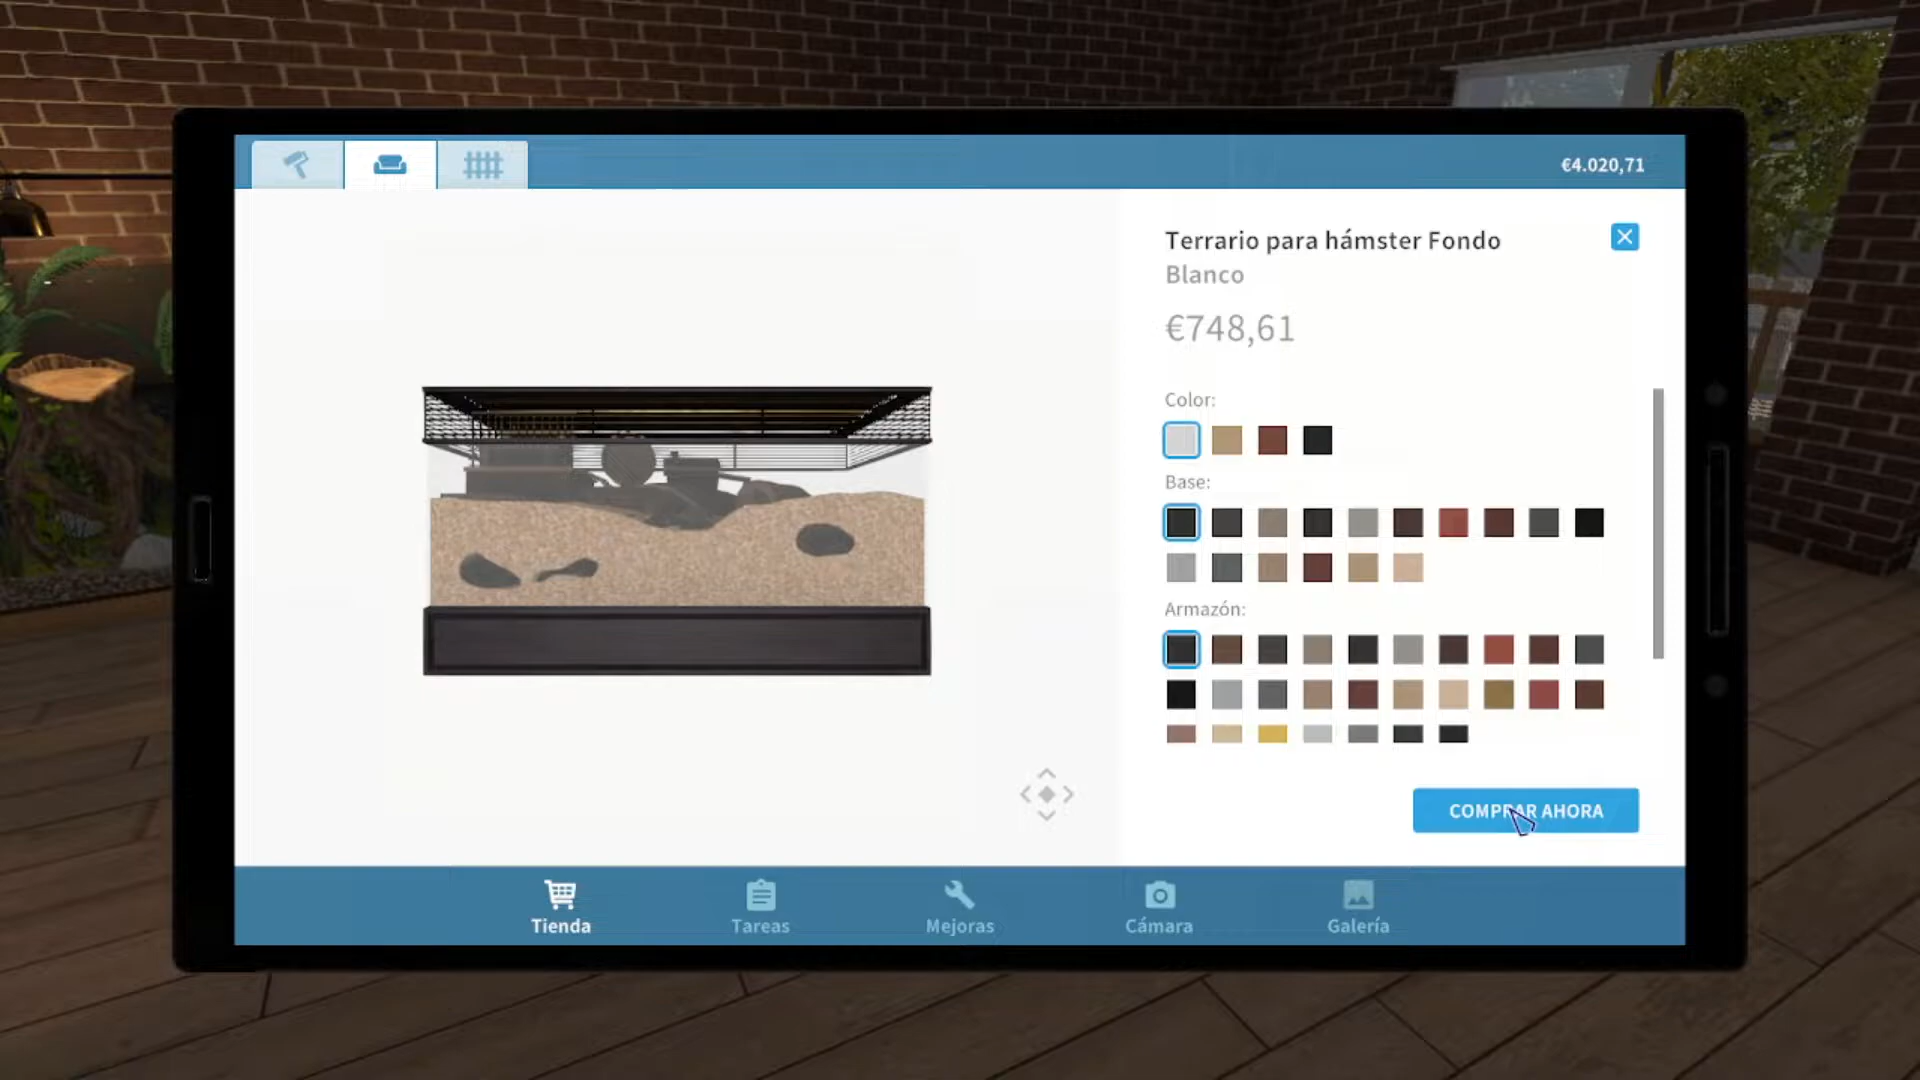 €4.020,71
Terrario para hámster Fondo
Blanco
€748,61
Color:
Base:
Armazón:
COMPRAR AHORA
Tienda
Tareas
Mejoras
Cámara
Galería